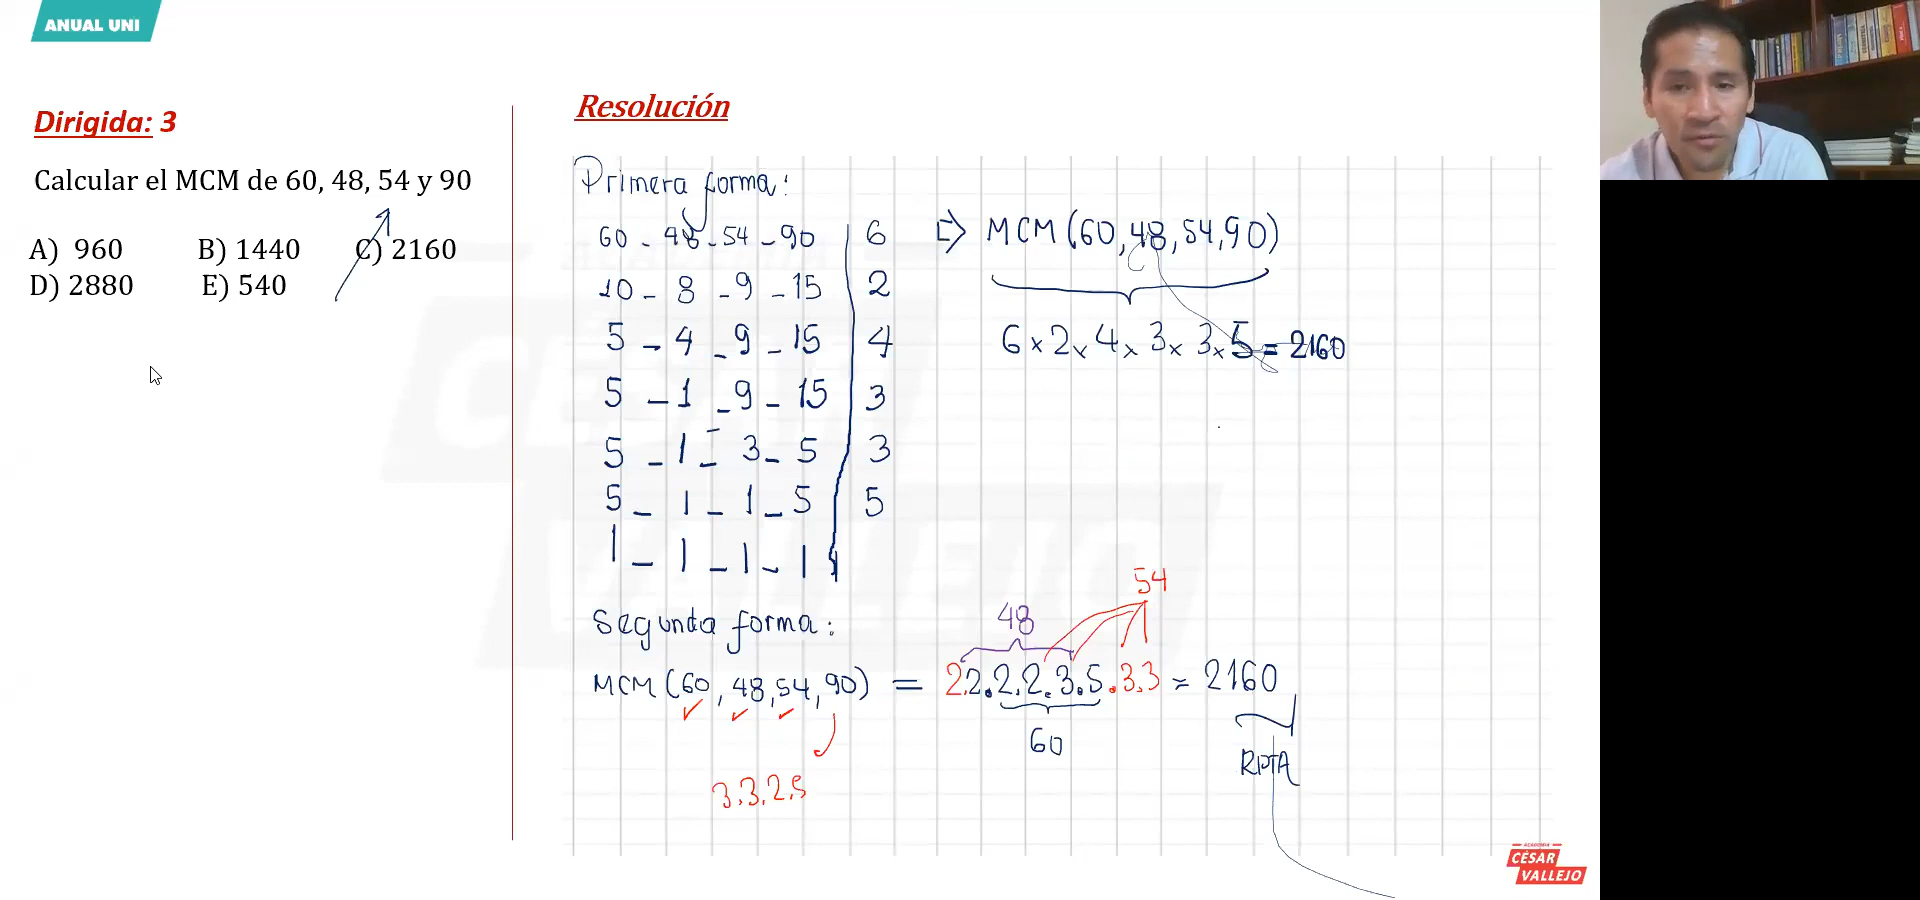 ANUAL UNI
Dirigida: 3
Calcular el MCM de 60, 48, 54 y 90
A) 960 B) 1440 C) 2160
D) 2880 E) 540
Resolución
Primera forma:
60 - 48 - 54 - 90 | 6
10 - 8 - 9 - 15 | 2
5 - 4 - 9 - 15 | 4
5 - 1 - 9 - 15 | 3
5 - 1 - 3 - 5 | 3
5 - 1 - 1 - 5 | 5
1 - 1 - 1 - 1
⇒ MCM(60,48,54,90)
6 x 2 x 4 x 3 x 3 x 5 = 2160
Segunda forma:
54
48
MCM(60,48,54,90) = 2.2.2.2.3.5.3.3 = 2160
60
RPTA
3.3.2.5
ACADEMIA
CÉSAR
VALLEJO
CÉSAR
VALLEJO